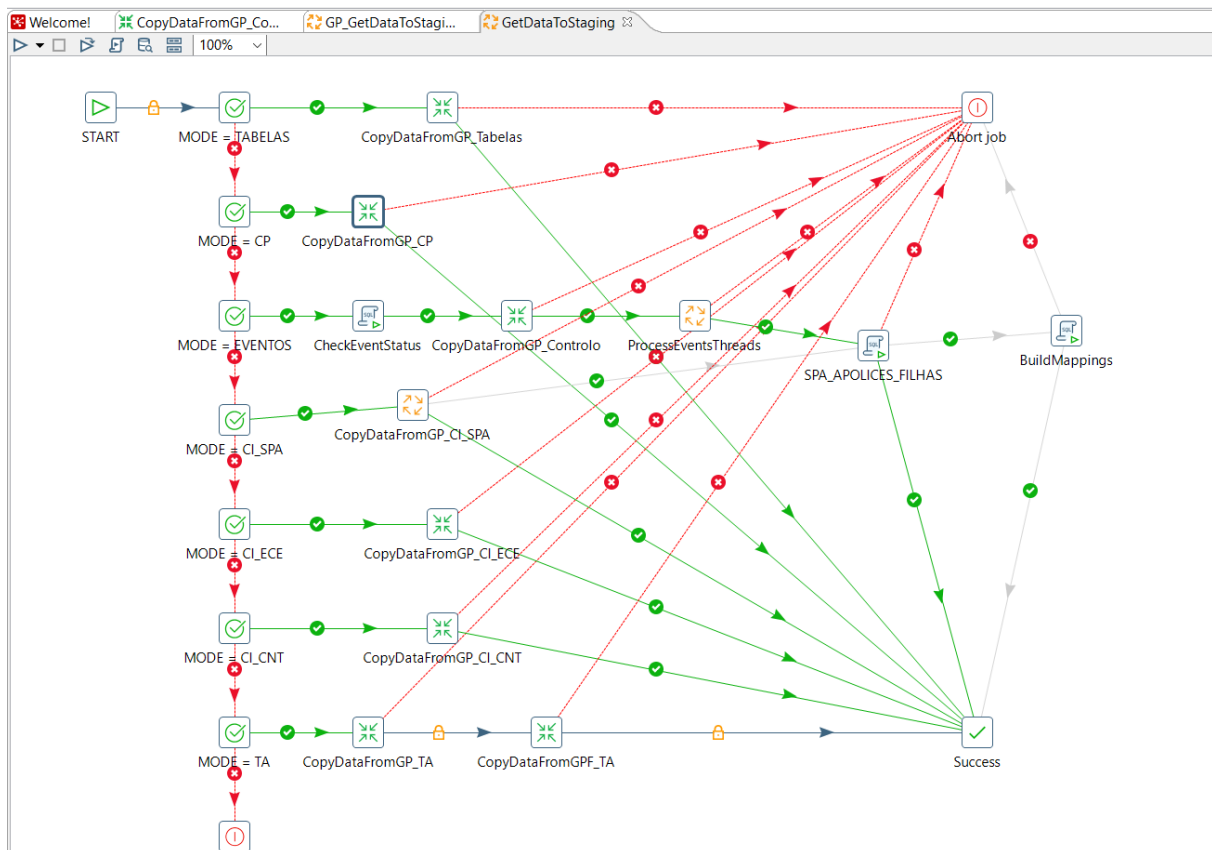 Welcome!
CopyDataFromGP_Co...
GP_GetDataToStagi...
GetDataToStaging
100%
START
MODE = TABELAS
CopyDataFromGP_Tabelas
Abort job
MODE = CP
CopyDataFromGP_CP
MODE = EVENTOS
CheckEventStatus
CopyDataFromGP_Controlo
ProcessEventsThreads
SPA_APOLICES_FILHAS
BuildMappings
MODE = CI_SPA
CopyDataFromGP_CI_SPA
MODE = CI_ECE
CopyDataFromGP_CI_ECE
MODE = CI_CNT
CopyDataFromGP_CI_CNT
MODE = TA
CopyDataFromGP_TA
CopyDataFromGPF_TA
Success